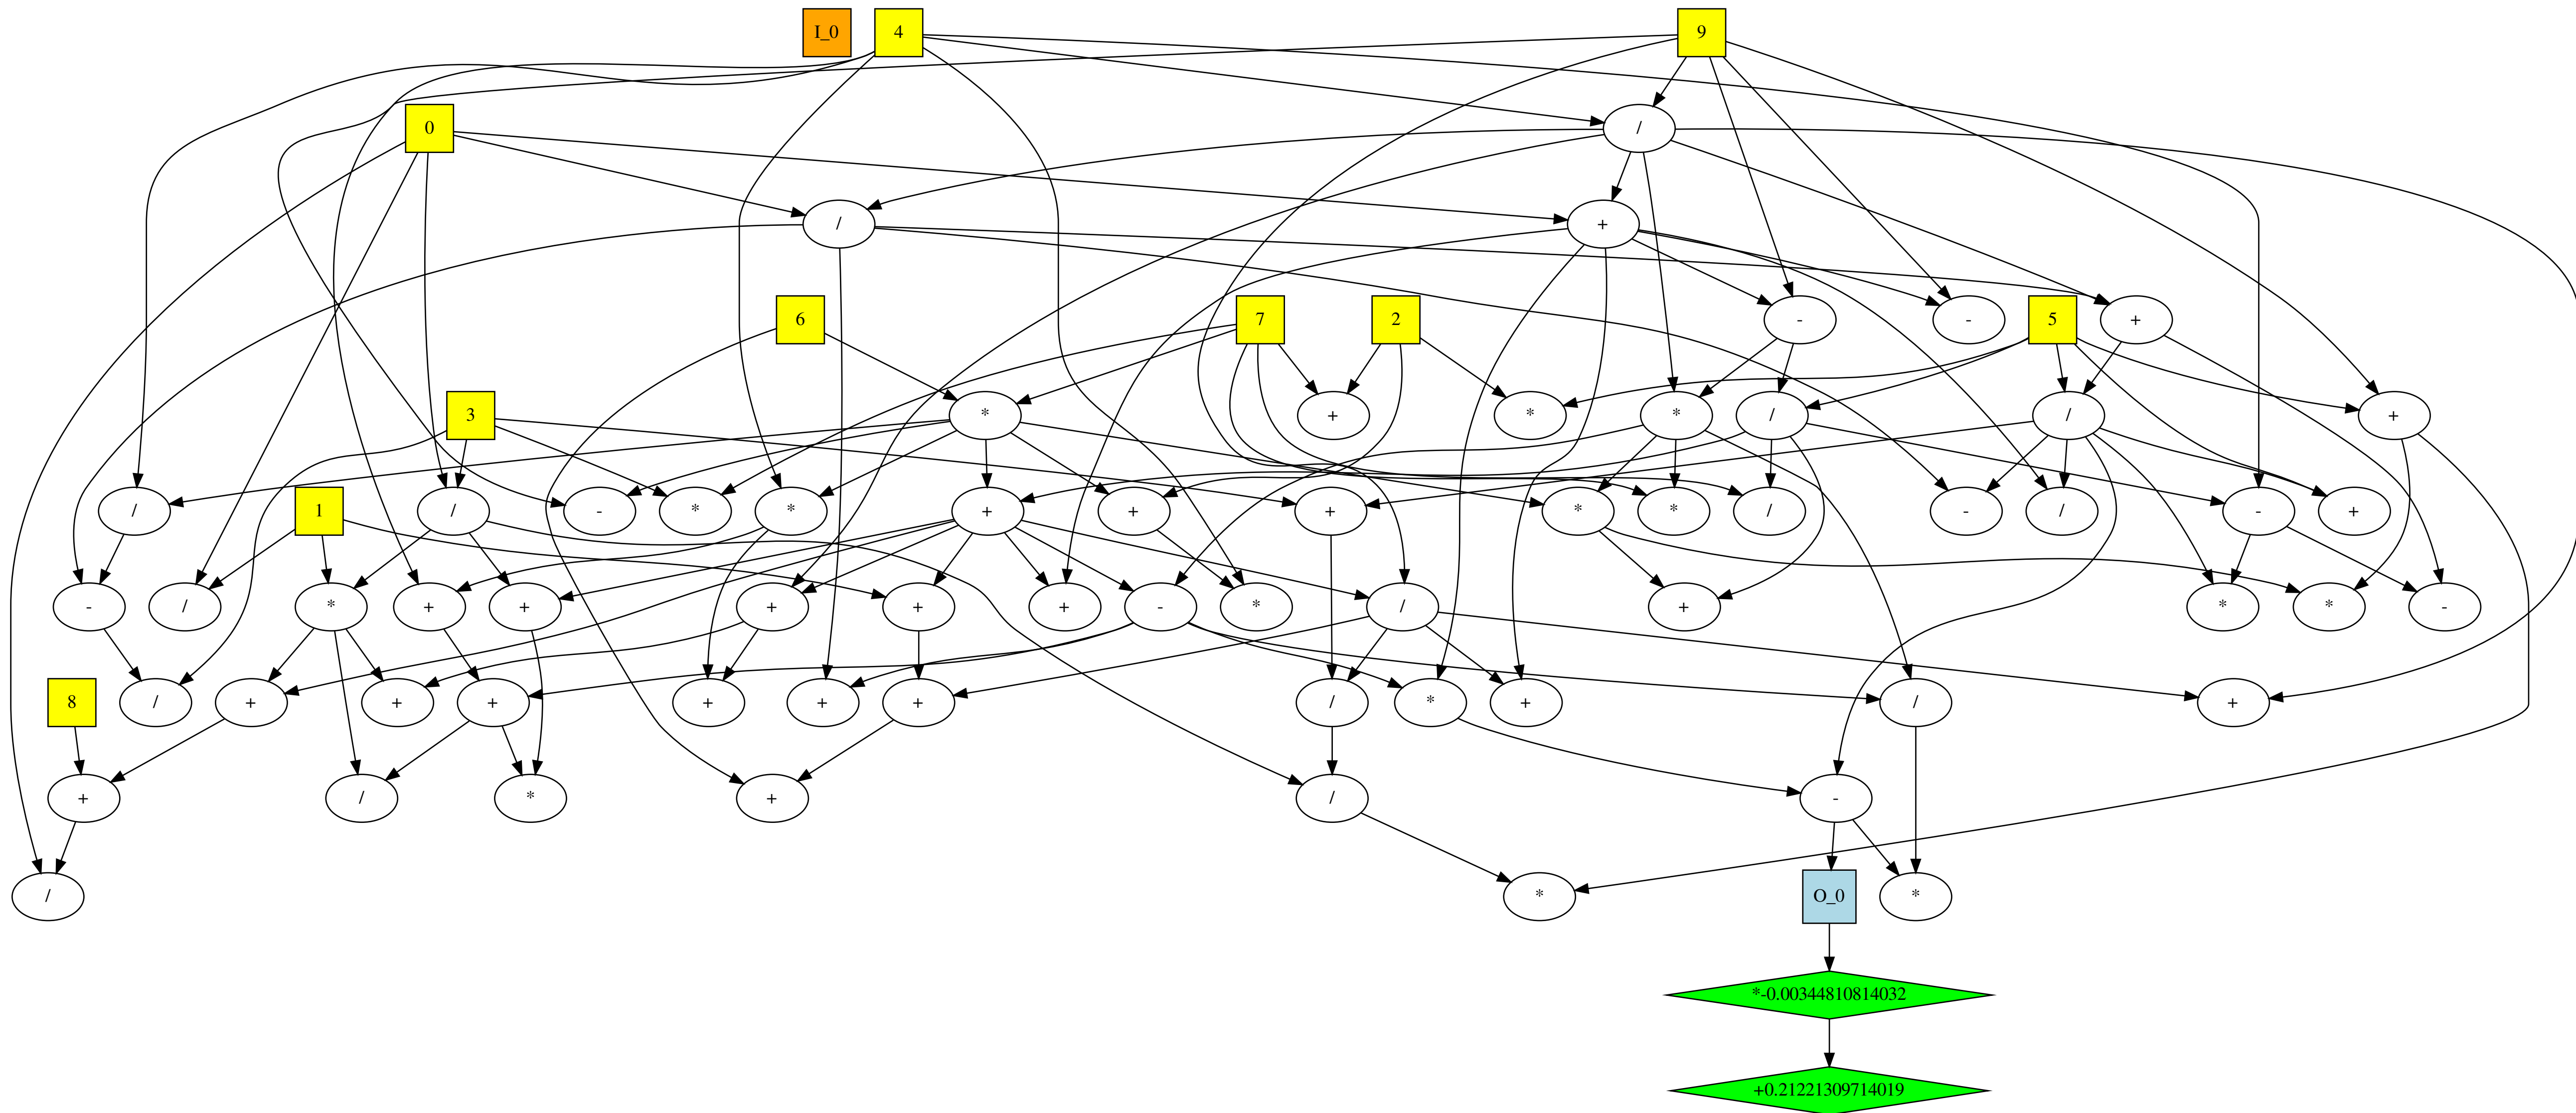 I_0 4 9
0 /
/ +
6 7 2 - - 5 +
3 * + * * / / +
/ 1 / - * * + + + * * / - / - +
- / * + + + + + - * / + * * -
8 / + + + + + + / * + / +
+ / * + / -
/ * O_0 *
*-0.00344810814032
+0.21221309714019